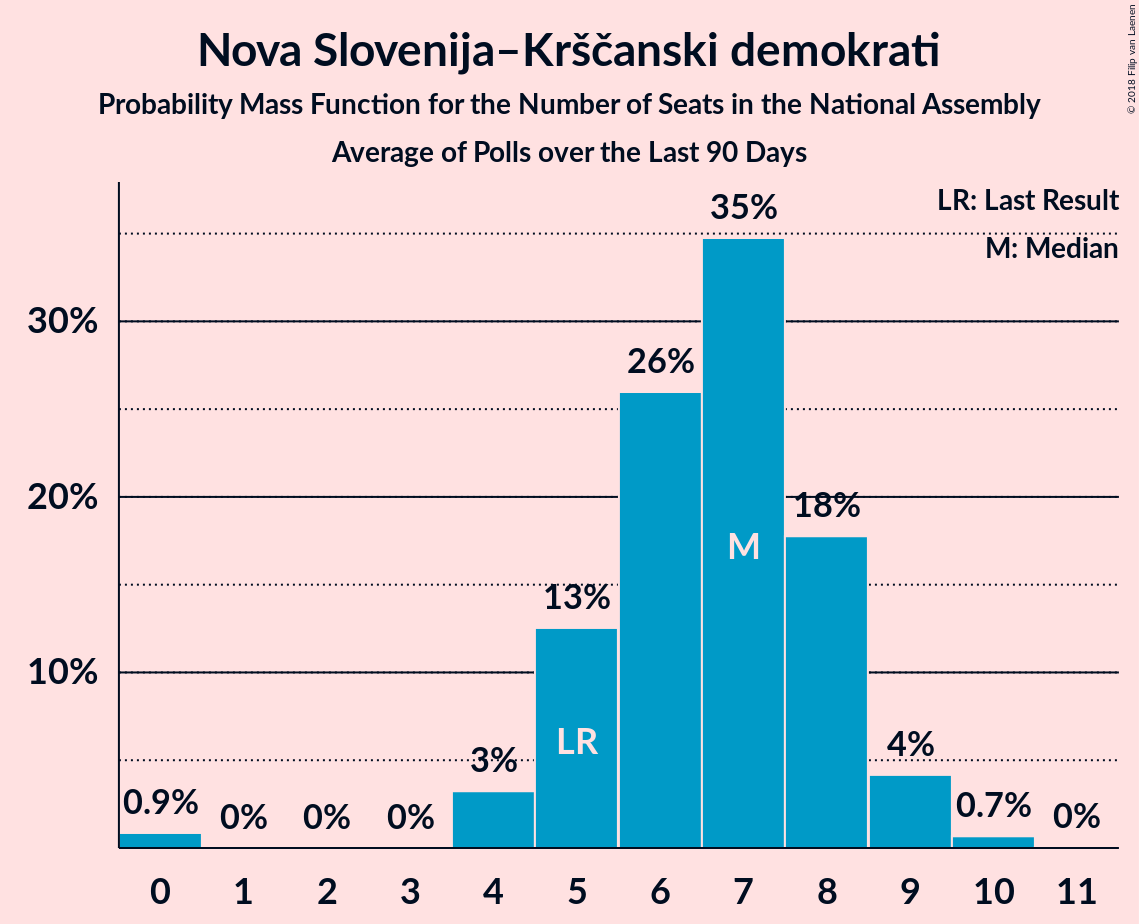 Nova Slovenija–Krščanski demokrati
Probability Mass Function for the Number of Seats in the National Assembly
Average of Polls over the Last 90 Days
© 2018 Filip van Laenen
LR: Last Result
M: Median
35%
30%
26%
20%
18%
M
13%
10%
LR
3%
4%
0.9%
0%
0%
0%
0.7%
0%
0 1 2 3 4 5 6 7 8 9 10 11